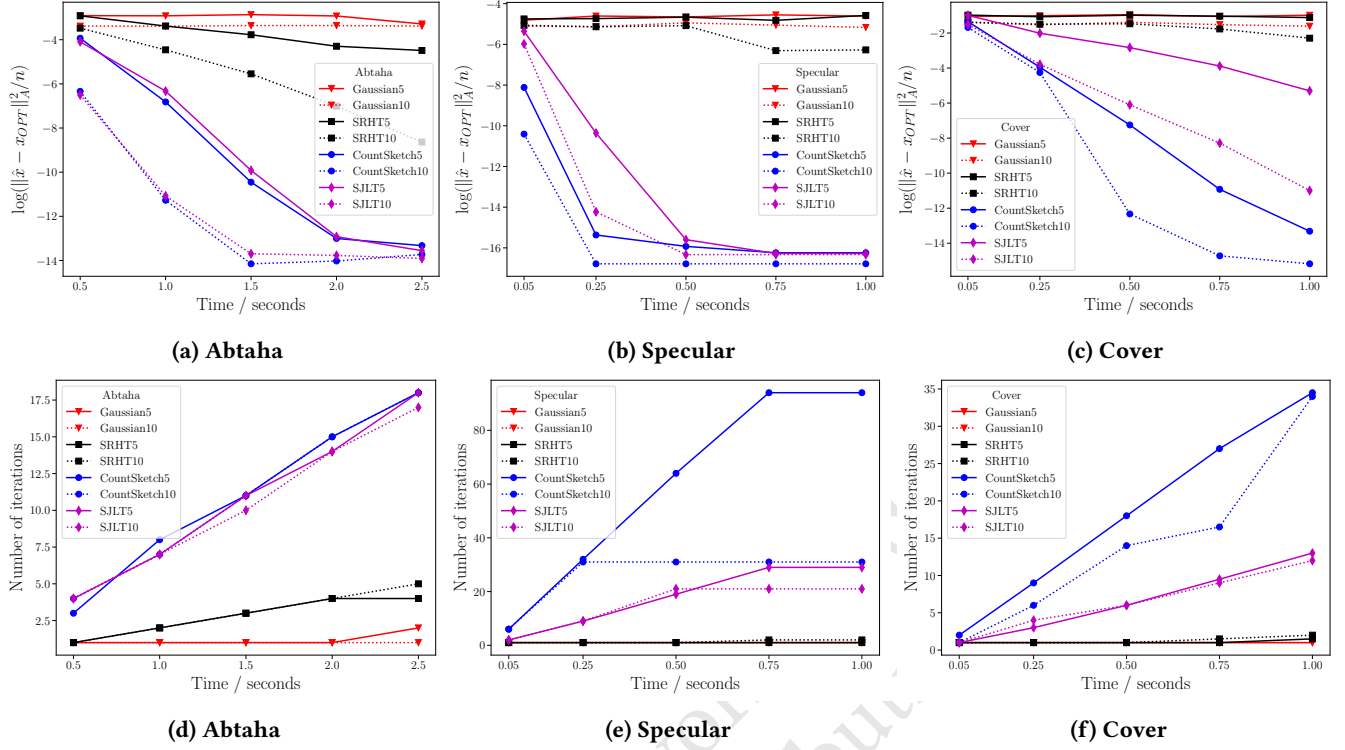 log(||x̂ − x_OPT||²_A/n)
−4
−6
−8
−10
−12
−14
0.5
1.0
1.5
2.0
2.5
Time / seconds
Abtaha
Gaussian5
Gaussian10
SRHT5
SRHT10
CountSketch5
CountSketch10
SJLT5
SJLT10
(a) Abtaha
log(||x̂ − x_OPT||²_A/n)
−4
−6
−8
−10
−12
−14
−16
0.05
0.25
0.50
0.75
1.00
Time / seconds
Specular
Gaussian5
Gaussian10
SRHT5
SRHT10
CountSketch5
CountSketch10
SJLT5
SJLT10
(b) Specular
log(||x̂ − x_OPT||²_A/n)
−2
−4
−6
−8
−10
−12
−14
0.05
0.25
0.50
0.75
1.00
Time / seconds
Cover
Gaussian5
Gaussian10
SRHT5
SRHT10
CountSketch5
CountSketch10
SJLT5
SJLT10
(c) Cover
Number of iterations
17.5
15.0
12.5
10.0
7.5
5.0
2.5
0.5
1.0
1.5
2.0
2.5
Time / seconds
Abtaha
Gaussian5
Gaussian10
SRHT5
SRHT10
CountSketch5
CountSketch10
SJLT5
SJLT10
(d) Abtaha
Number of iterations
80
60
40
20
0
0.05
0.25
0.50
0.75
1.00
Time / seconds
Specular
Gaussian5
Gaussian10
SRHT5
SRHT10
CountSketch5
CountSketch10
SJLT5
SJLT10
(e) Specular
Number of iterations
35
30
25
20
15
10
5
0
0.05
0.25
0.50
0.75
1.00
Time / seconds
Cover
Gaussian5
Gaussian10
SRHT5
SRHT10
CountSketch5
CountSketch10
SJLT5
SJLT10
(f) Cover